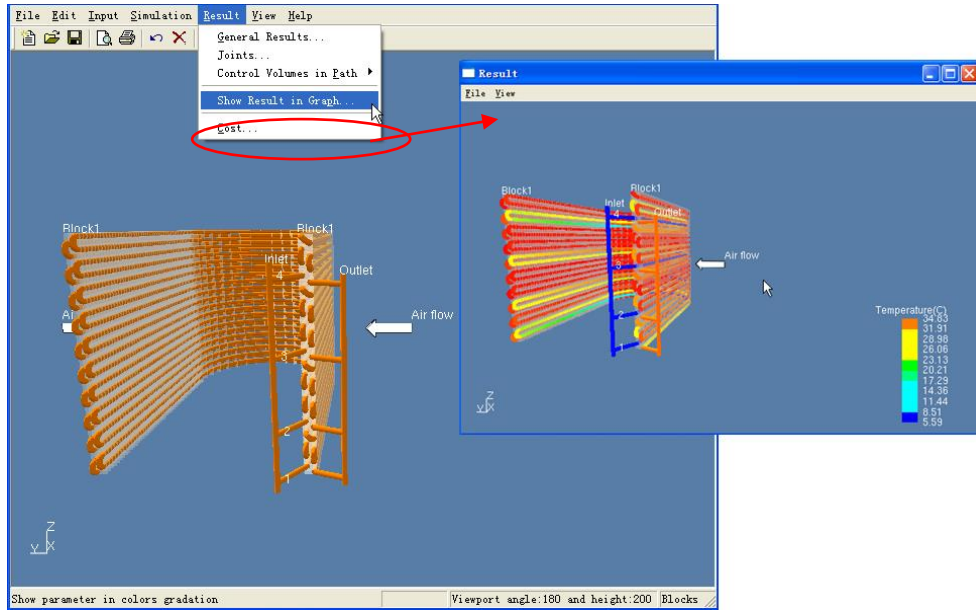 File Edit Input Simulation Result View Help
General Results...
Joints...
Control Volumes in Path
Show Result in Graph...
Cost...
Block1
Block1
Inlet
4
3
2
1
Outlet
Air flow
Z
y X
Show parameter in colors gradation
Viewport angle:180 and height:200 Blocks
Result
File View
Block1
Block1
Inlet
Outlet
4
3
2
1
Air flow
Temperature(C)
34.83
31.91
28.98
26.06
23.13
20.21
17.29
14.36
11.44
8.51
5.59
Z
y X